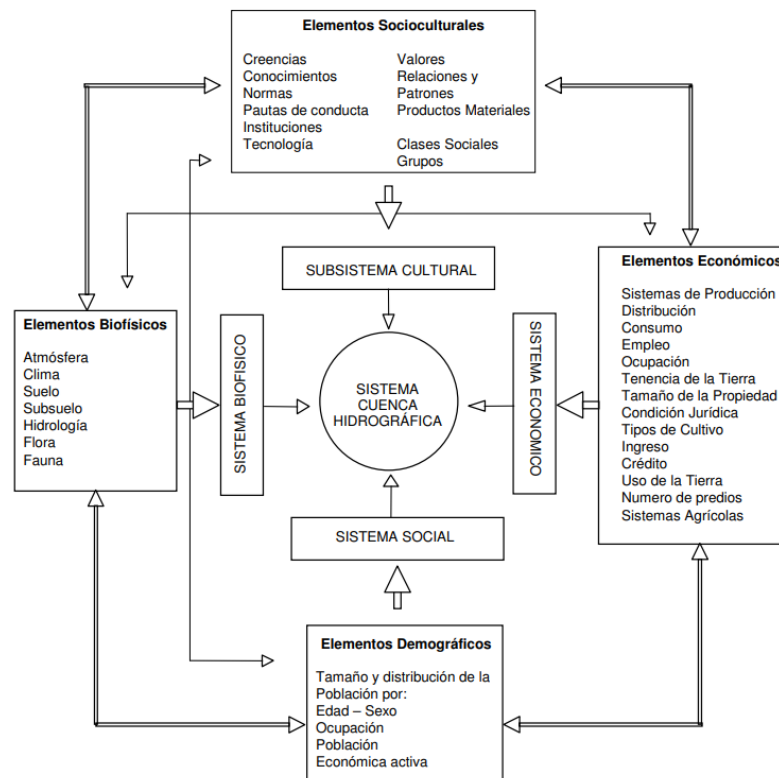 Elementos Socioculturales
Creencias
Conocimientos
Normas
Pautas de conducta
Instituciones
Tecnología
Valores
Relaciones y
Patrones
Productos Materiales
Clases Sociales
Grupos
SUBSISTEMA CULTURAL
Elementos Biofísicos
Atmósfera
Clima
Suelo
Subsuelo
Hidrología
Flora
Fauna
SISTEMA BIOFISICO
SISTEMA
CUENCA
HIDROGRÁFICA
SISTEMA ECONOMICO
Elementos Económicos
Sistemas de Producción
Distribución
Consumo
Empleo
Ocupación
Tenencia de la Tierra
Tamaño de la Propiedad
Condición Jurídica
Tipos de Cultivo
Ingreso
Crédito
Uso de la Tierra
Numero de predios
Sistemas Agrícolas
SISTEMA SOCIAL
Elementos Demográficos
Tamaño y distribución de la
Población por:
Edad – Sexo
Ocupación
Población
Económica activa